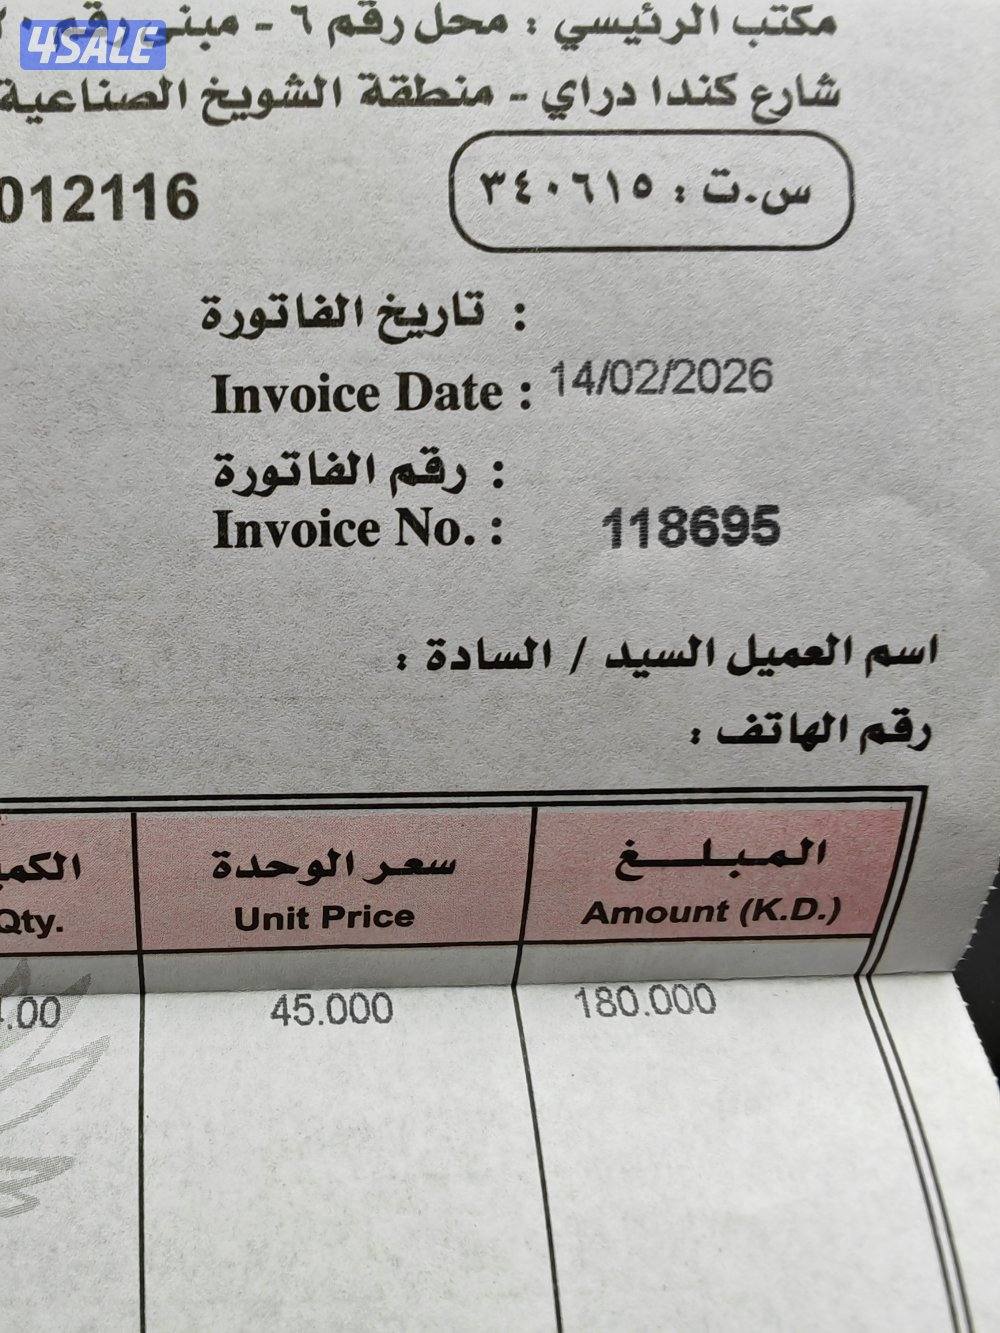 4SALE
مكتب الرئيسي : محل رقم ٦ - مبنى رقم
شارع كندا دراي - منطقة الشويخ الصناعية
012116
س.ت : ٣٤٠٦١٥
تاريخ الفاتورة :
Invoice Date : 14/02/2026
رقم الفاتورة :
Invoice No. : 118695
اسم العميل السيد / السادة :
رقم الهاتف :
المبلغ سعر الوحدة
Qty. Unit Price Amount (K.D.)
.00 45.000 180.000